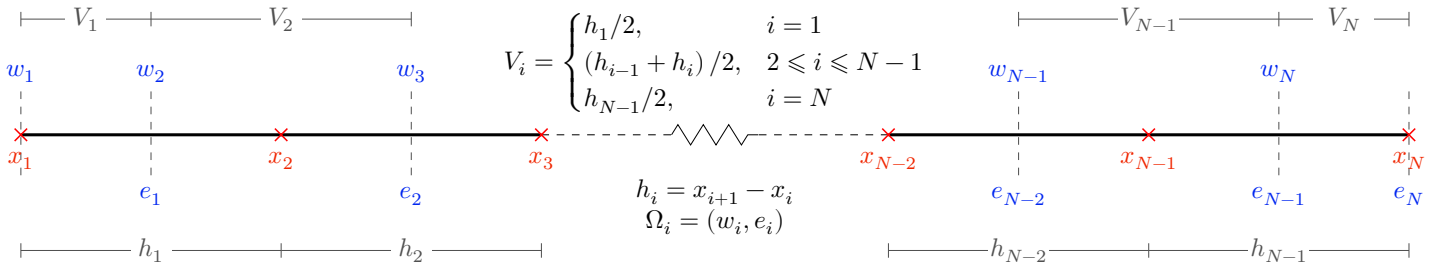 V_1 V_2 V_{N-1} V_N
V_i = { h_1/2, i = 1
(h_{i-1} + h_i) /2, 2 ⩽ i ⩽ N − 1
h_{N-1}/2, i = N
w_1 w_2 w_3 w_{N-1} w_N
x_1 x_2 x_3 x_{N-2} x_{N-1} x_N
e_1 e_2 e_{N-2} e_{N-1} e_N
h_i = x_{i+1} − x_i
Ω_i = (w_i, e_i)
h_1 h_2 h_{N-2} h_{N-1}